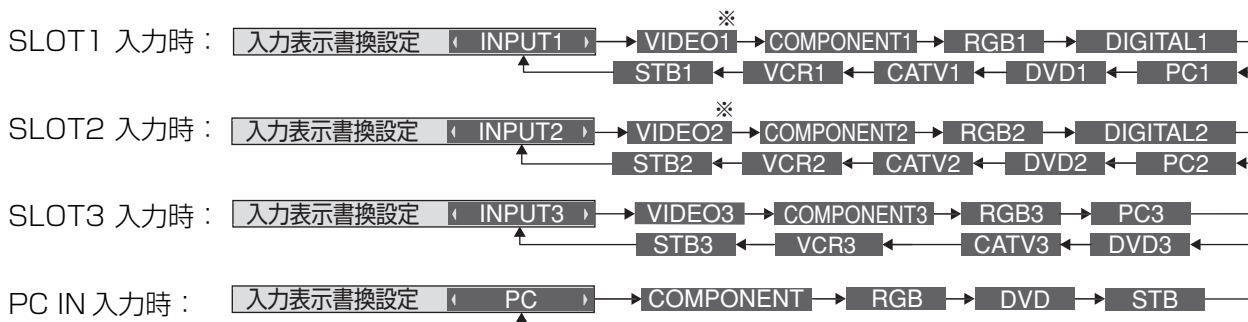 ※
SLOT1 入力時： 入力表示書換設定 INPUT1 VIDEO1 COMPONENT1 RGB1 DIGITAL1
STB1 VCR1 CATV1 DVD1 PC1
※
SLOT2 入力時： 入力表示書換設定 INPUT2 VIDEO2 COMPONENT2 RGB2 DIGITAL2
STB2 VCR2 CATV2 DVD2 PC2
SLOT3 入力時： 入力表示書換設定 INPUT3 VIDEO3 COMPONENT3 RGB3 PC3
STB3 VCR3 CATV3 DVD3
PC IN 入力時： 入力表示書換設定 PC COMPONENT RGB DVD STB